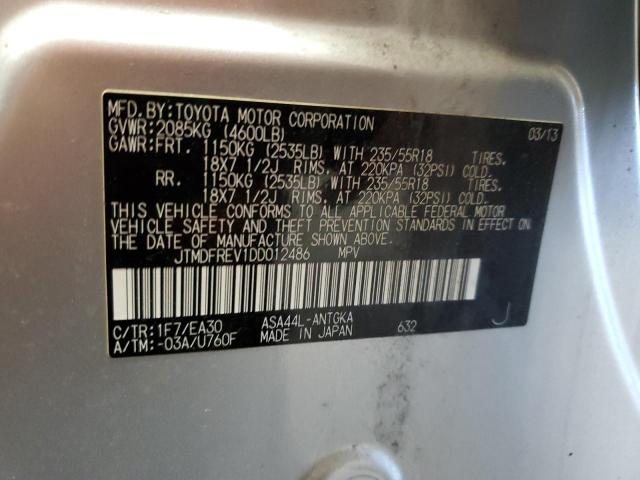 MFD.BY:TOYOTA MOTOR CORPORATION 03/13
GVWR:2085KG (4600LB)
GAWR:FRT. 1150KG (2535LB) WITH 235/55R18 TIRES.
18X7 1/2J RIMS, AT 220KPA (32PSI) COLD.
RR. 1150KG (2535LB) WITH 235/55R18 TIRES.
18X7 1/2J RIMS, AT 220KPA (32PSI) COLD.
THIS VEHICLE CONFORMS TO ALL APPLICABLE FEDERAL MOTOR
VEHICLE SAFETY AND THEFT PREVENTION STANDARDS IN EFFECT ON
THE DATE OF MANUFACTURE SHOWN ABOVE.
JTMDFREV1DD012486 MPV
C/TR:1F7/EA30 ASA44L-ANTGKA 632 J
A/TM:-03A/U760F MADE IN JAPAN